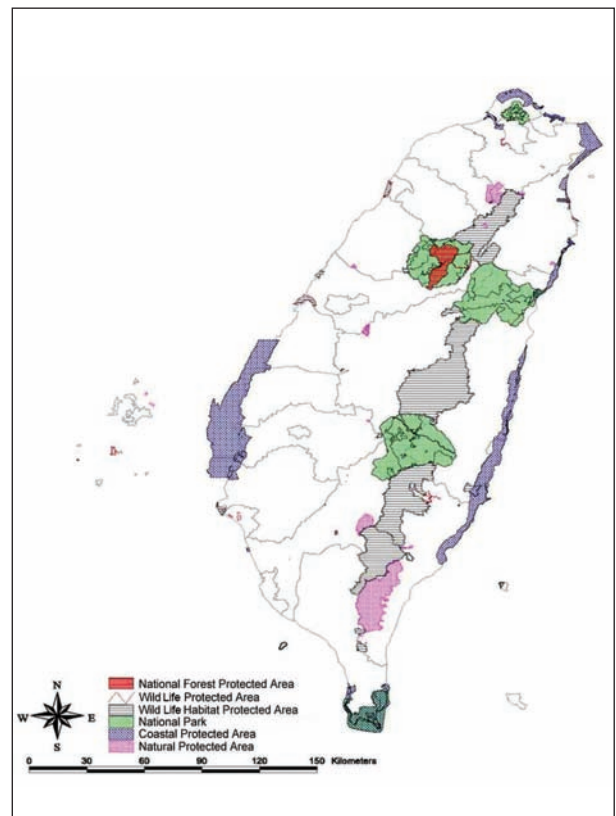 N
W E
S
National Forest Protected Area
Wild Life Protected Area
Wild Life Habitat Protected Area
National Park
Coastal Protected Area
Natural Protected Area
0 30 60 90 120 150 Kilometers